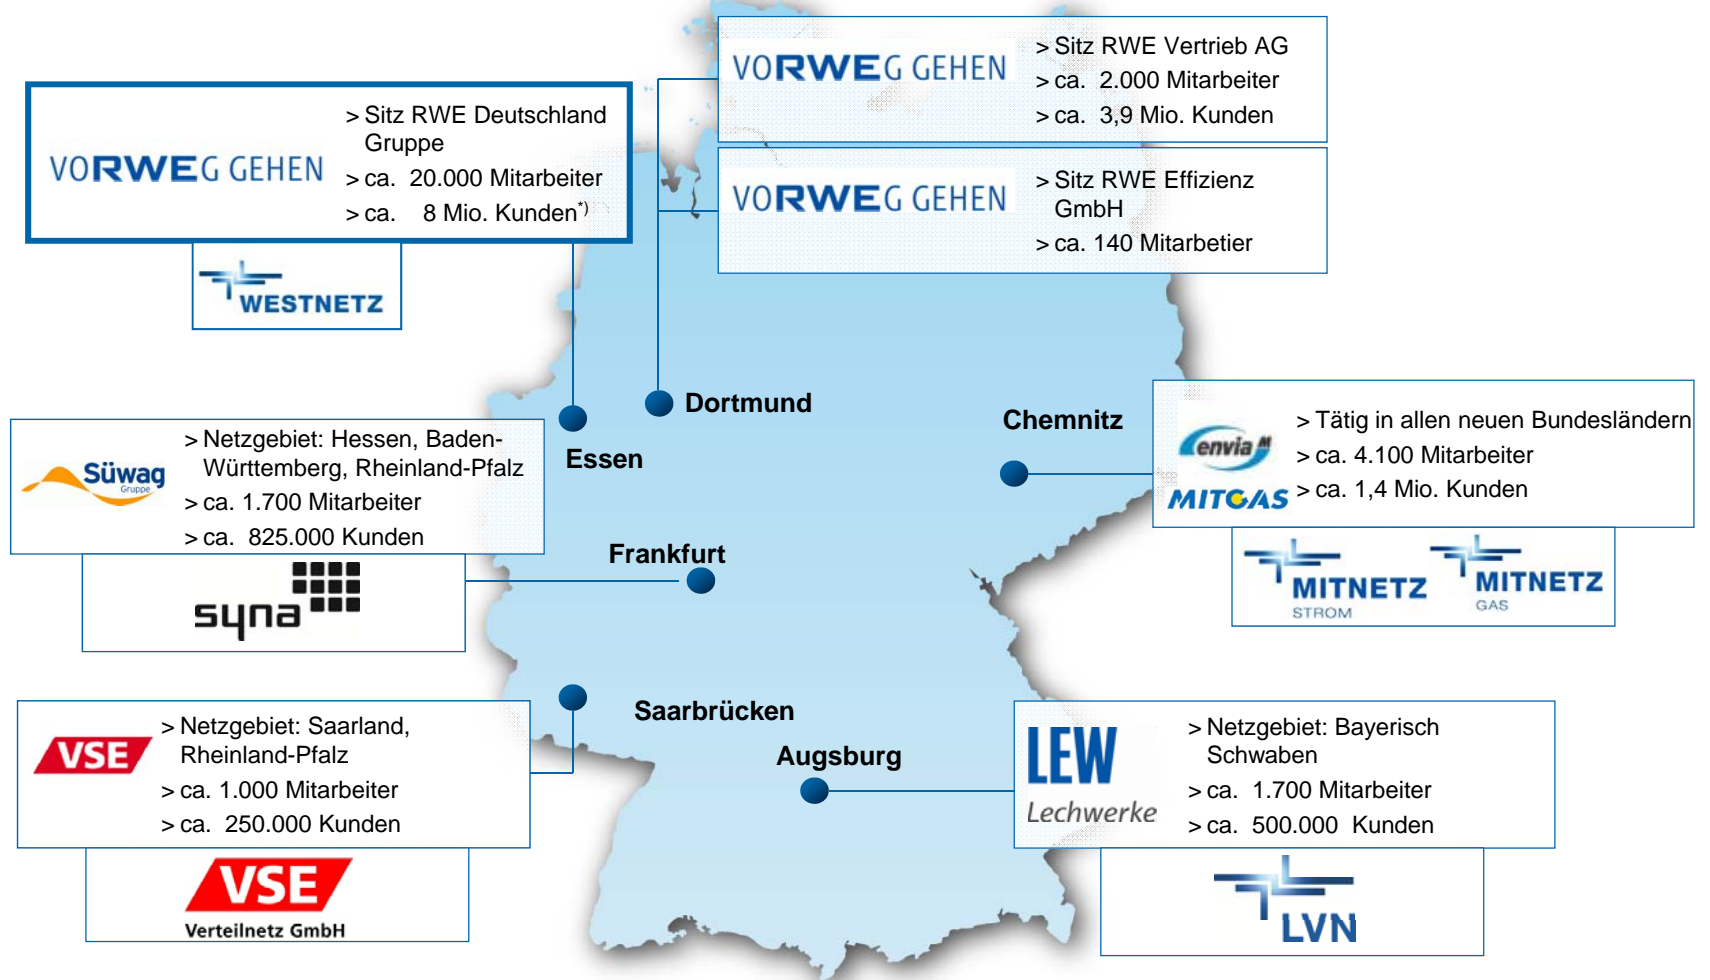 VORWEG GEHEN
> Sitz RWE Deutschland
Gruppe
> ca. 20.000 Mitarbeiter
> ca. 8 Mio. Kunden*)
WESTNETZ
VORWEG GEHEN
> Sitz RWE Vertrieb AG
> ca. 2.000 Mitarbeiter
> ca. 3,9 Mio. Kunden
VORWEG GEHEN
> Sitz RWE Effizienz
GmbH
> ca. 140 Mitarbetier
Dortmund
Essen
Chemnitz
envia M
MITGAS
> Tätig in allen neuen Bundesländern
> ca. 4.100 Mitarbeiter
> ca. 1,4 Mio. Kunden
MITNETZ
STROM
MITNETZ
GAS
Süwag
Gruppe
> Netzgebiet: Hessen, Baden-
Württemberg, Rheinland-Pfalz
> ca. 1.700 Mitarbeiter
> ca. 825.000 Kunden
syna
Frankfurt
VSE
> Netzgebiet: Saarland,
Rheinland-Pfalz
> ca. 1.000 Mitarbeiter
> ca. 250.000 Kunden
VSE
Verteilnetz GmbH
Saarbrücken
Augsburg
LEW
Lechwerke
> Netzgebiet: Bayerisch
Schwaben
> ca. 1.700 Mitarbeiter
> ca. 500.000 Kunden
LVN